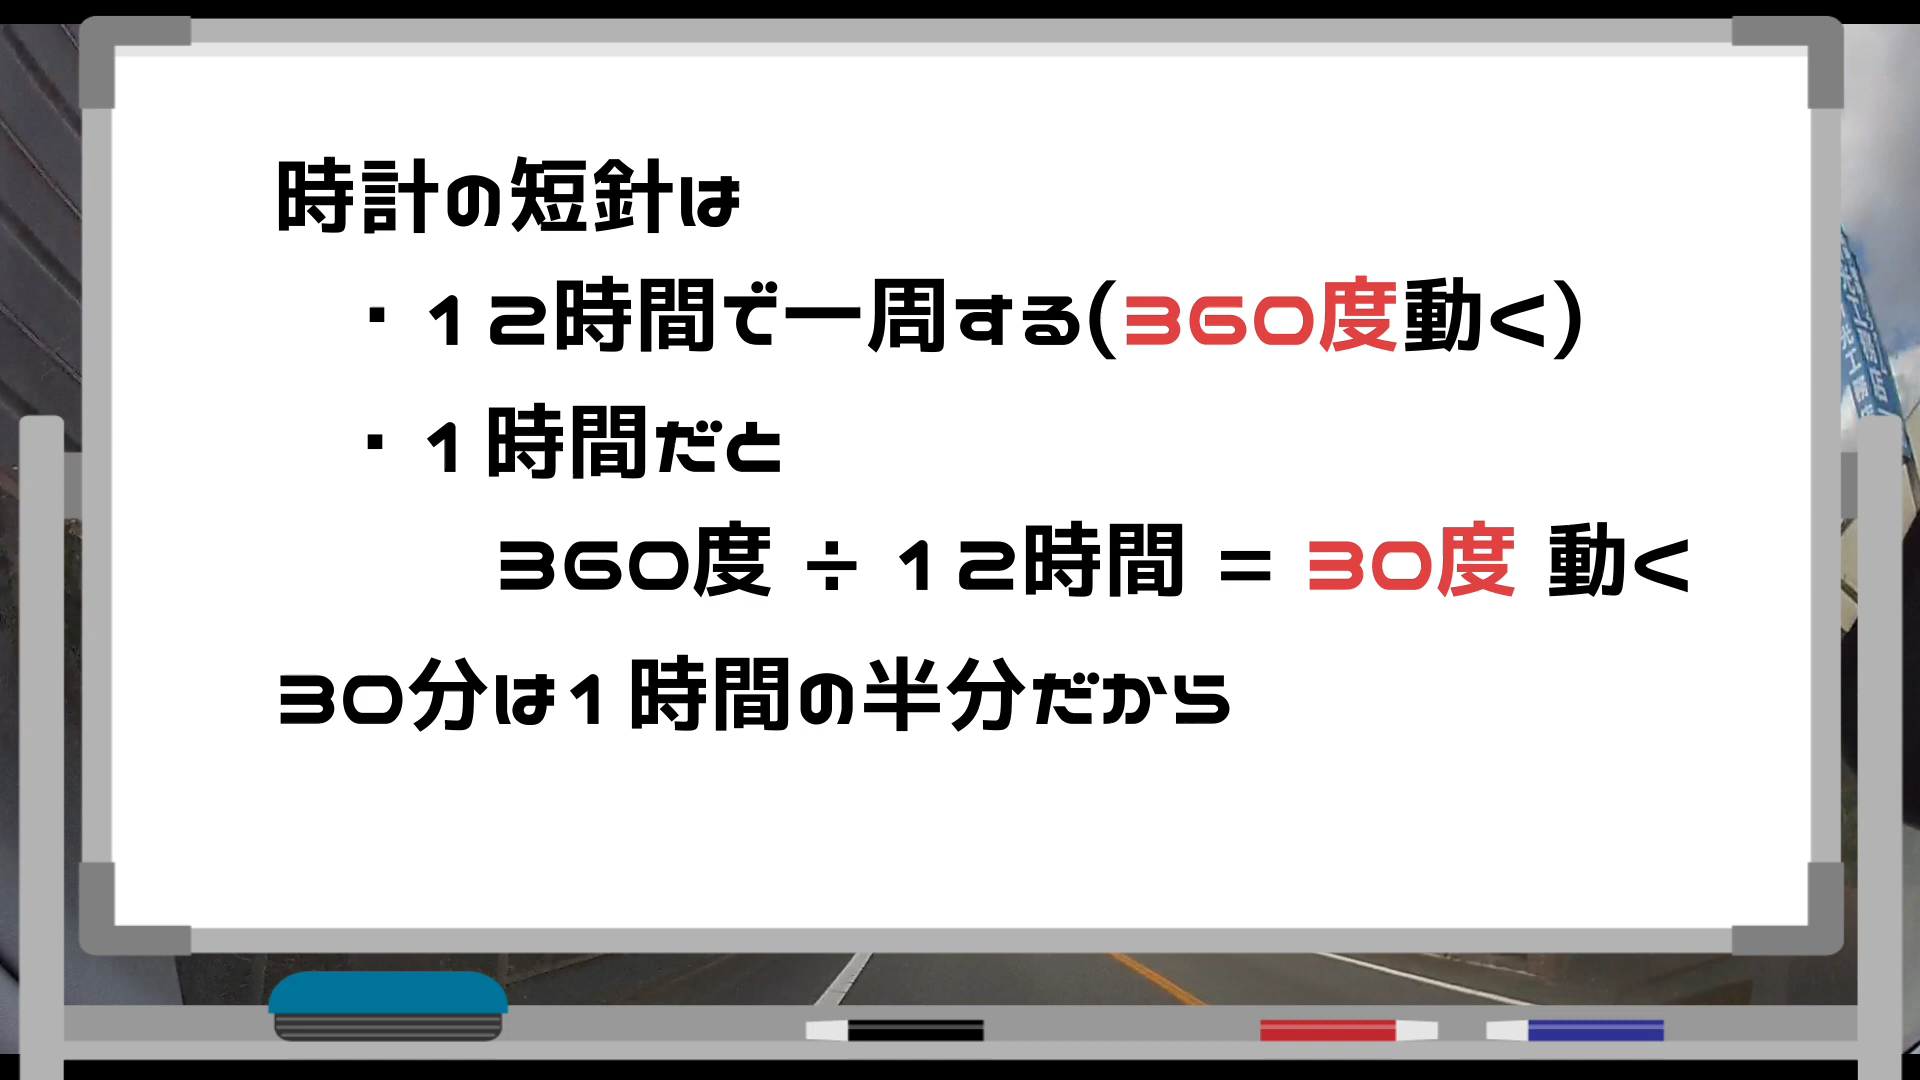 時計の短針は
・12時間で一周する(360度動く)
・1時間だと
360度 ÷ 12時間 = 30度 動く
30分は1時間の半分だから